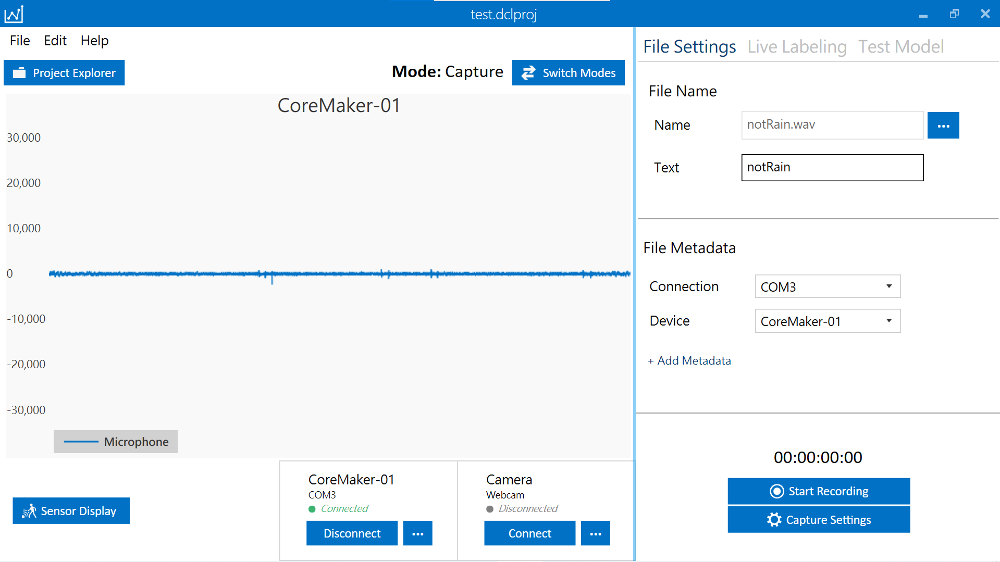 test.dclproj
File Edit Help
Project Explorer
Mode: Capture
Switch Modes
CoreMaker-01
30,000
20,000
10,000
0
-10,000
-20,000
-30,000
Microphone
Sensor Display
CoreMaker-01
COM3
Connected
Disconnect
...
Camera
Webcam
Disconnected
Connect
...
File Settings Live Labeling Test Model
File Name
Name notRain.wav ...
Text notRain
File Metadata
Connection COM3
Device CoreMaker-01
+ Add Metadata
00:00:00:00
Start Recording
Capture Settings